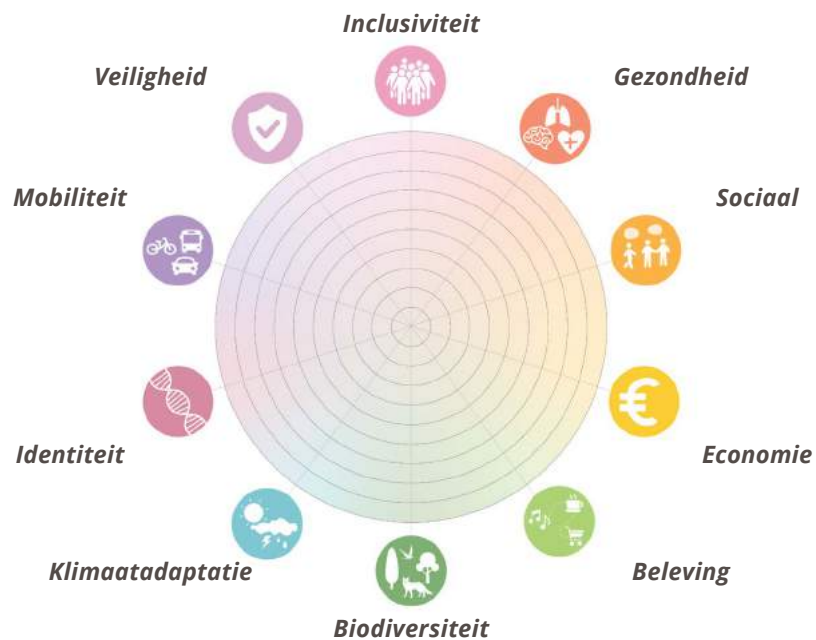 Inclusiviteit
Veiligheid
Gezondheid
Mobiliteit
Sociaal
€
Identiteit
Economie
Klimaatadaptatie
Beleving
Biodiversiteit